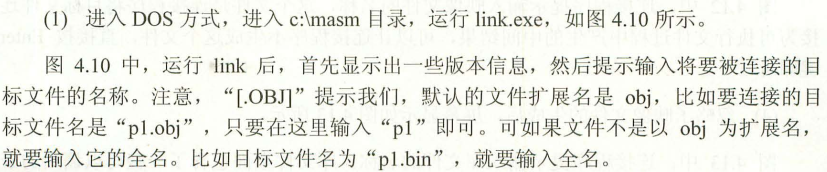 (1) 进入 DOS 方式，进入 c:\masm 目录，运行 link.exe，如图 4.10 所示。
图 4.10 中，运行 link 后，首先显示出一些版本信息，然后提示输入将要被连接的目
标文件的名称。注意，“[.OBJ]”提示我们，默认的文件扩展名是 obj，比如要连接的目
标文件名是“p1.obj”，只要在这里输入“p1”即可。可如果文件不是以 obj 为扩展名，
就要输入它的全名。比如目标文件名为“p1.bin”，就要输入全名。